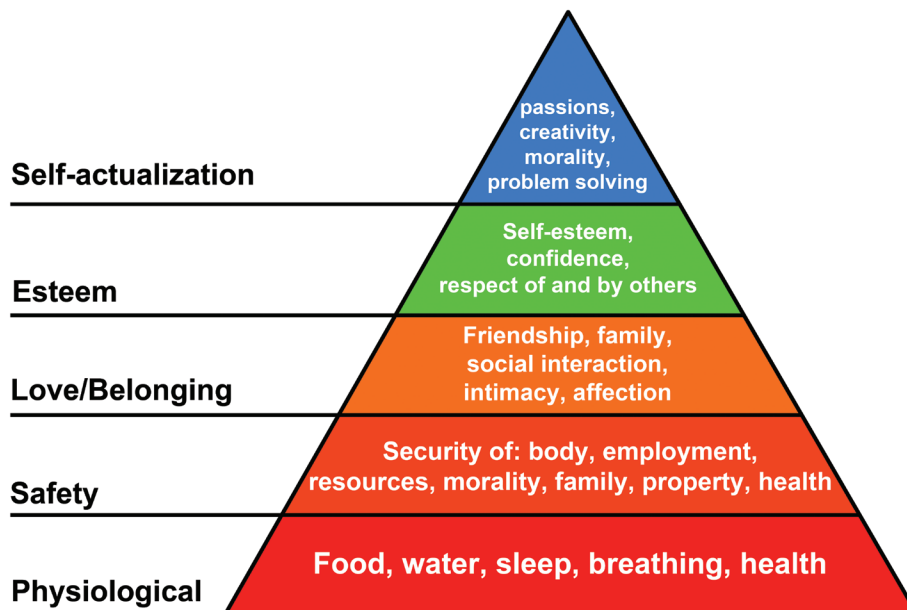 passions,
creativity,
morality,
problem solving
Self-actualization
Self-esteem,
confidence,
respect of and by others
Esteem
Friendship, family,
social interaction,
intimacy, affection
Love/Belonging
Security of: body, employment,
resources, morality, family, property, health
Safety
Food, water, sleep, breathing, health
Physiological